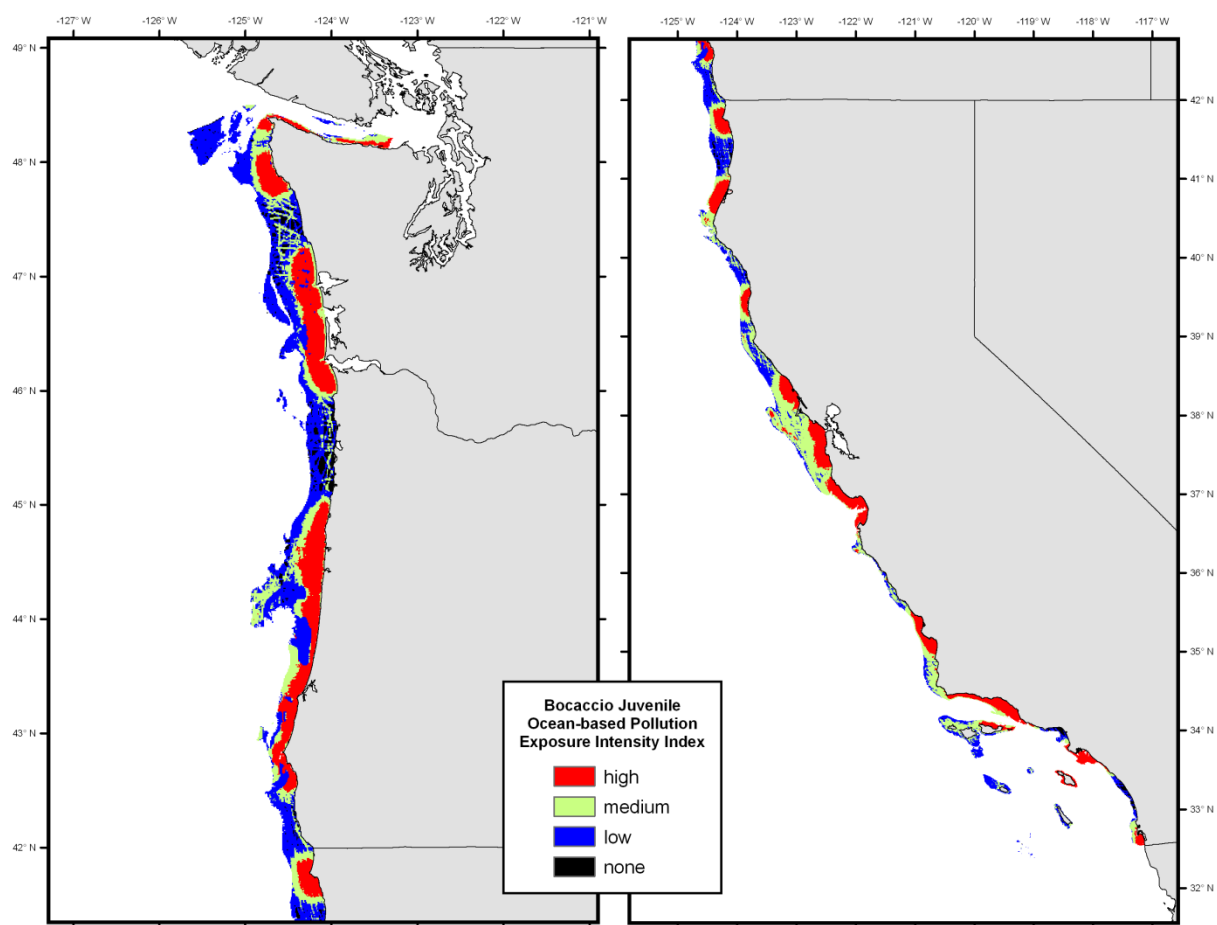 -127°W -126°W -125°W -124°W -123°W -122°W -121°W
-125°W -124°W -123°W -122°W -121°W -120°W -119°W -118°W -117°W
49° N
48° N
47° N
46° N
45° N
44° N
43° N
42° N
42° N
41° N
40° N
39° N
38° N
37° N
36° N
35° N
34° N
33° N
32° N
Bocaccio Juvenile
Ocean-based Pollution
Exposure Intensity Index
high
medium
low
none